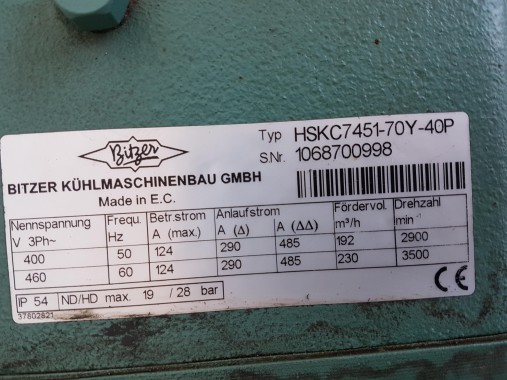 Bitzer
Typ HSKC7451-70Y-40P
S.Nr. 1068700998
BITZER KÜHLMASCHINENBAU GMBH
Made in E.C.
Nennspannung Frequ. Betr.strom Anlaufstrom Fördervol. Drehzahl
V 3Ph~ Hz A (max.) A (Δ) A (ΔΔ) m³/h min
400 50 124 290 485 192 2900
460 60 124 290 485 230 3500
IP 54 ND/HD max. 19 / 28 bar CE
37802821